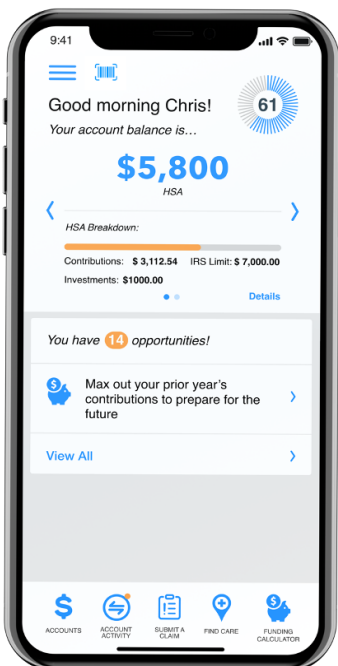 9:41
Good morning Chris!
61
Your account balance is...
$5,800
HSA
HSA Breakdown:
Contributions: $ 3,112.54 IRS Limit: $ 7,000.00
Investments: $1000.00
Details
You have 14 opportunities!
$
Max out your prior year's
contributions to prepare for the
future
View All
$
ACCOUNTS
ACCOUNT
ACTIVITY
SUBMIT A
CLAIM
FIND CARE
$
FUNDING
CALCULATOR